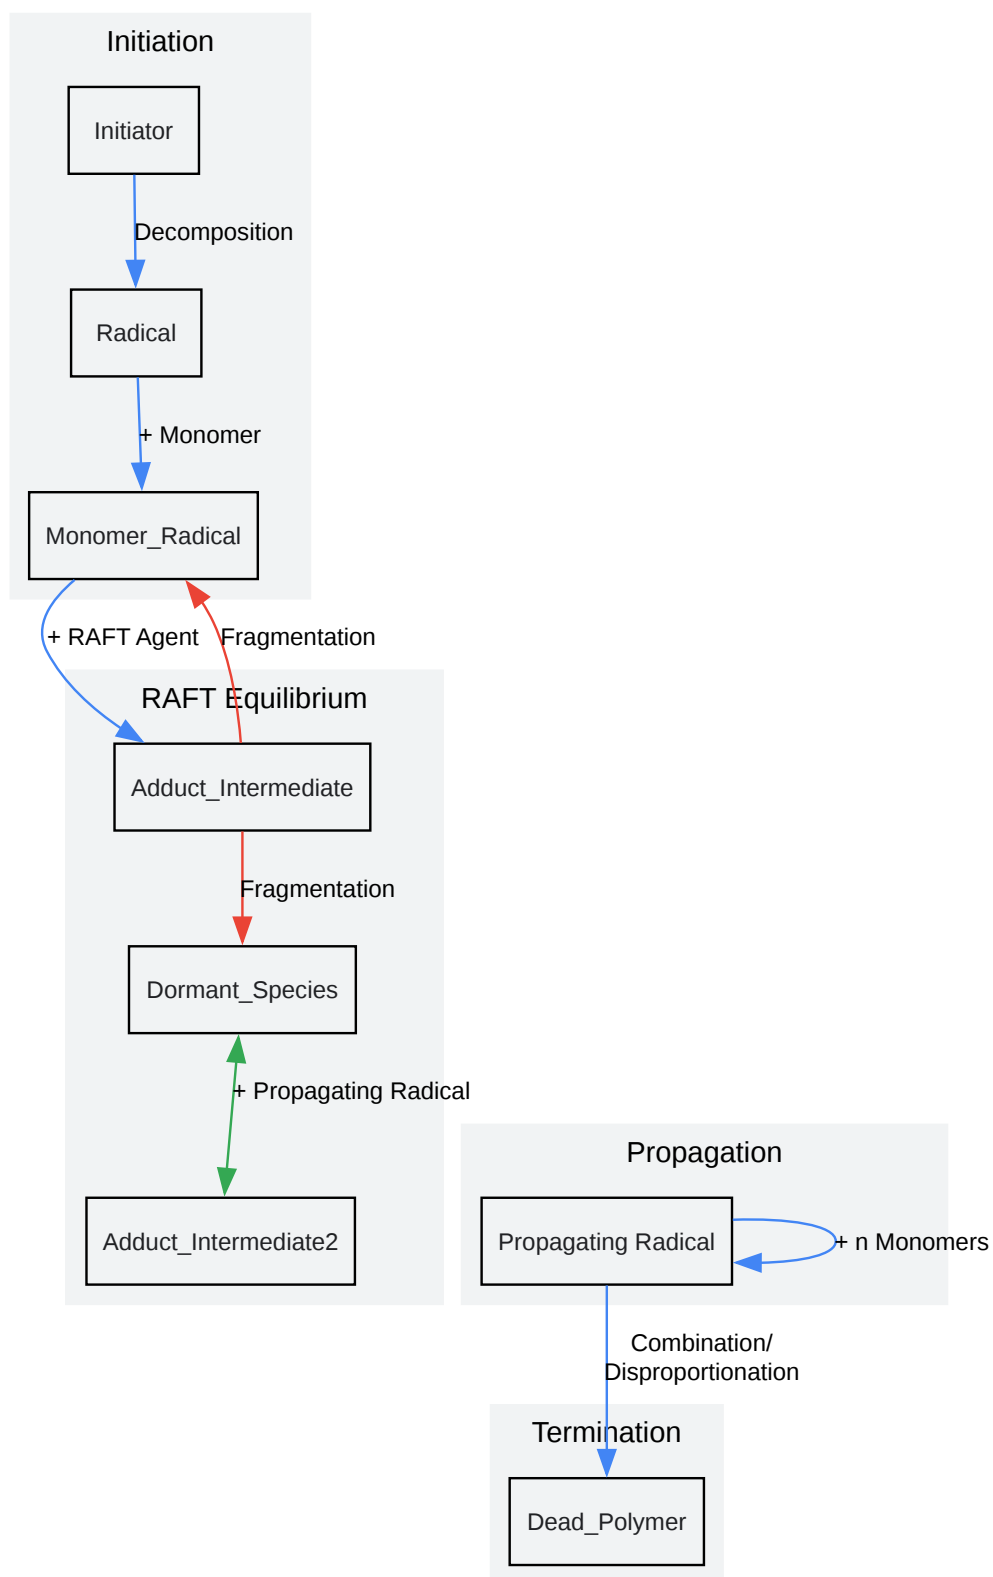 Initiation
Initiator
Decomposition
Radical
+ Monomer
Monomer_Radical
+ RAFT Agent
Fragmentation
RAFT Equilibrium
Adduct_Intermediate
Fragmentation
Dormant_Species
+ Propagating Radical
Adduct_Intermediate2
Propagation
Propagating Radical
+ n Monomers
Combination/
Disproportionation
Termination
Dead_Polymer